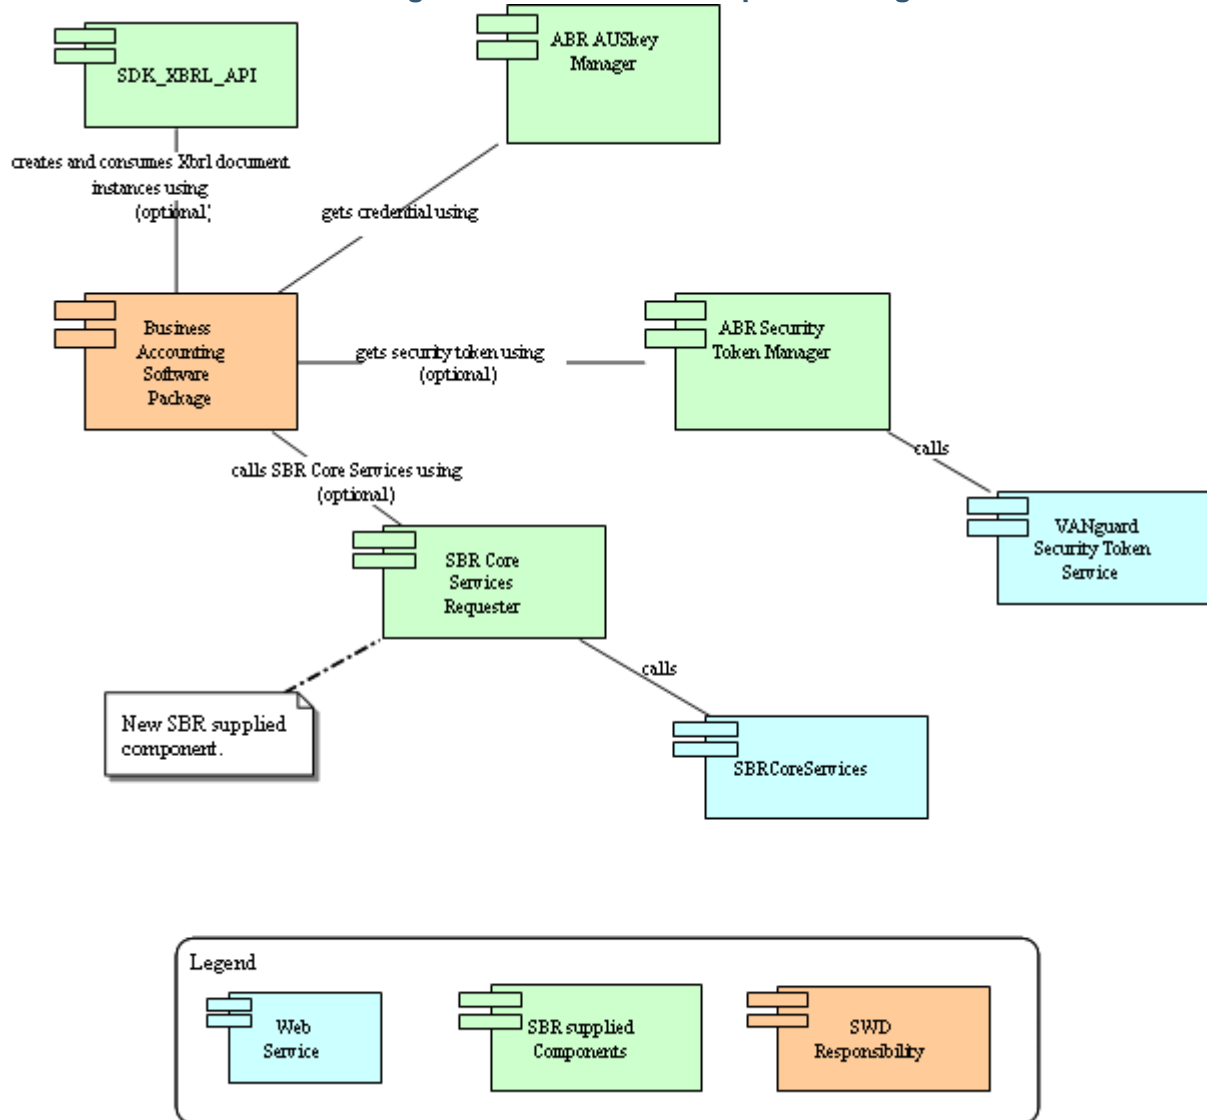 SDK_XBRL_API
ABR AUSkey
Manager
creates and consumes Xbrl document
instances using
(optional)
gets credential using
Business
Accounting
Software
Package
gets security token using
(optional)
ABR Security
Token Manager
calls
calls SBR Core Services using
(optional)
VANguard
Security Token
Service
SBR Core
Services
Requester
calls
New SBR supplied
component.
SBRCoreServices
Legend
Web
Service
SBR supplied
Components
SWD
Responsibility